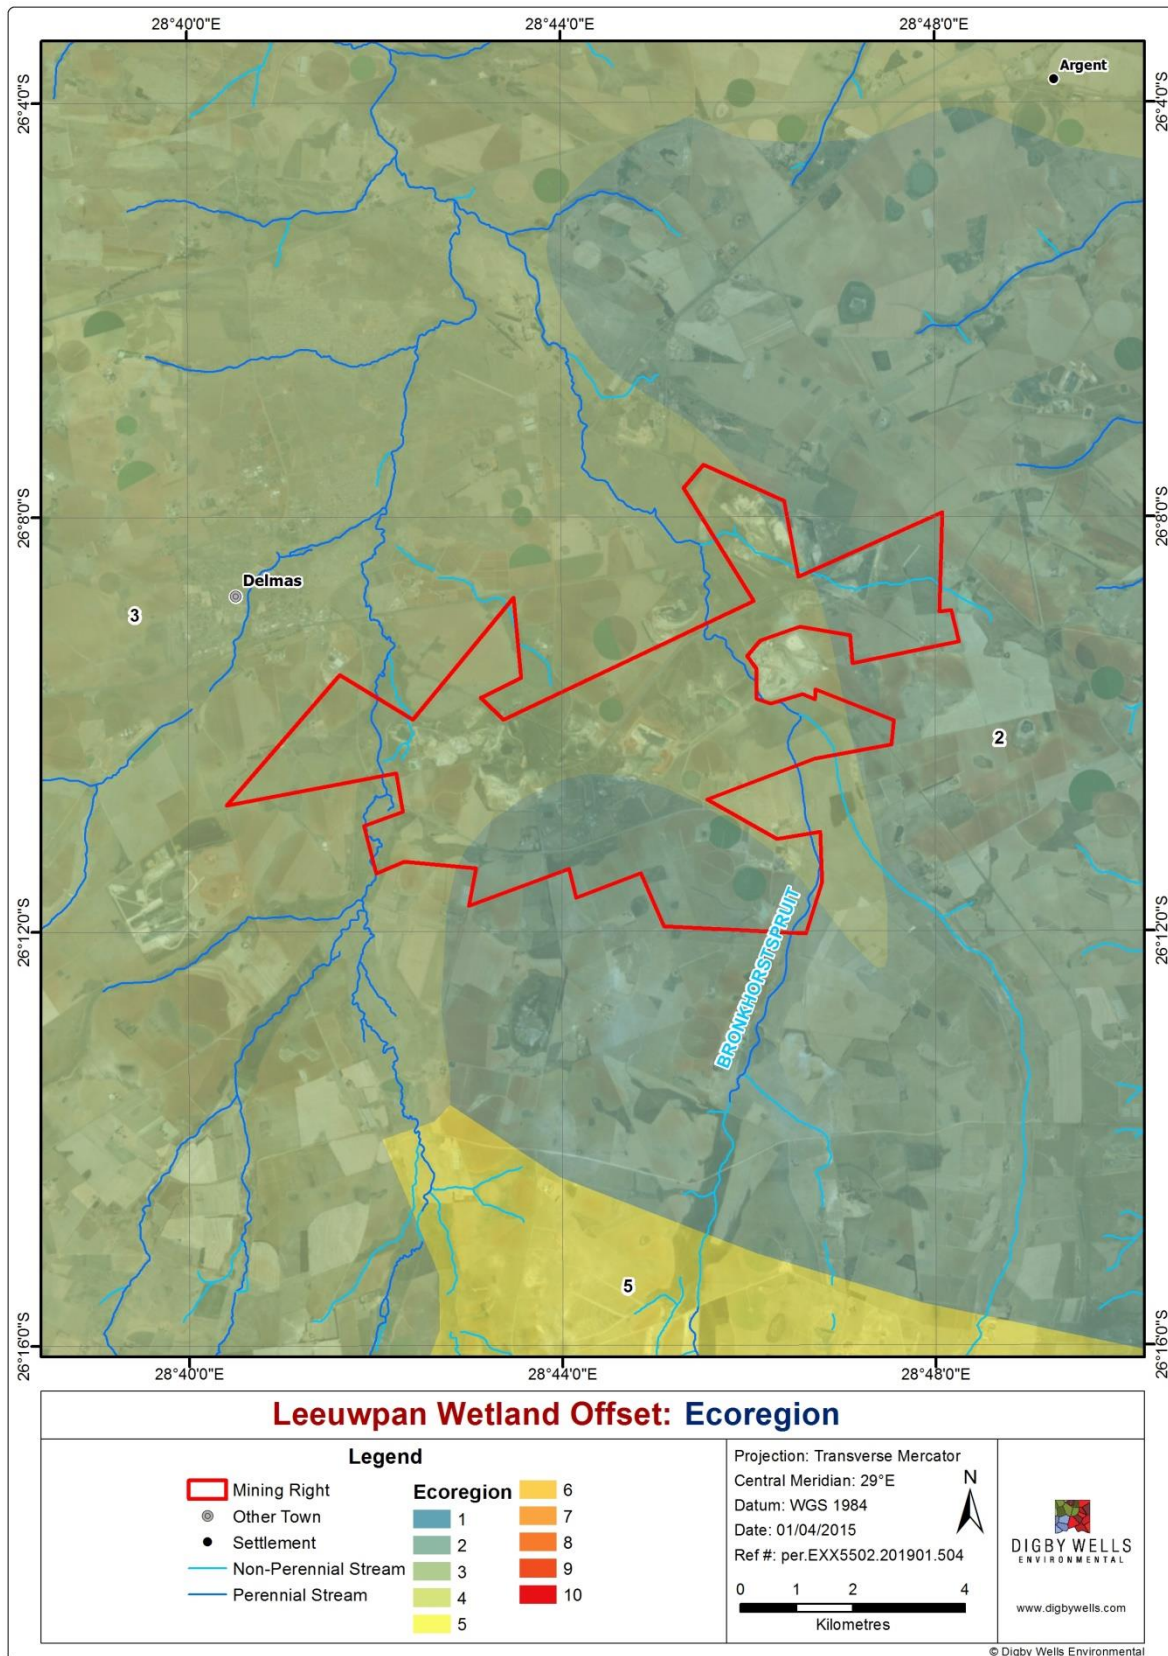 28°40'0"E 28°44'0"E 28°48'0"E
Argent
26°4'0"S 26°4'0"S
26°8'0"S 26°8'0"S
Delmas
3
2
26°12'0"S 26°12'0"S
BRONKHORSTSPRUIT
5
26°16'0"S 26°16'0"S
28°40'0"E 28°44'0"E 28°48'0"E
Leeuwpan Wetland Offset: Ecoregion
Legend
Mining Right
Other Town
Settlement
Non-Perennial Stream
Perennial Stream
Ecoregion
1
2
3
4
5
6
7
8
9
10
Projection: Transverse Mercator
Central Meridian: 29°E
Datum: WGS 1984
Date: 01/04/2015
Ref #: per.EXX5502.201901.504
N
0 1 2 4
Kilometres
DIGBY WELLS
ENVIRONMENTAL
www.digbywells.com
© Digby Wells Environmental